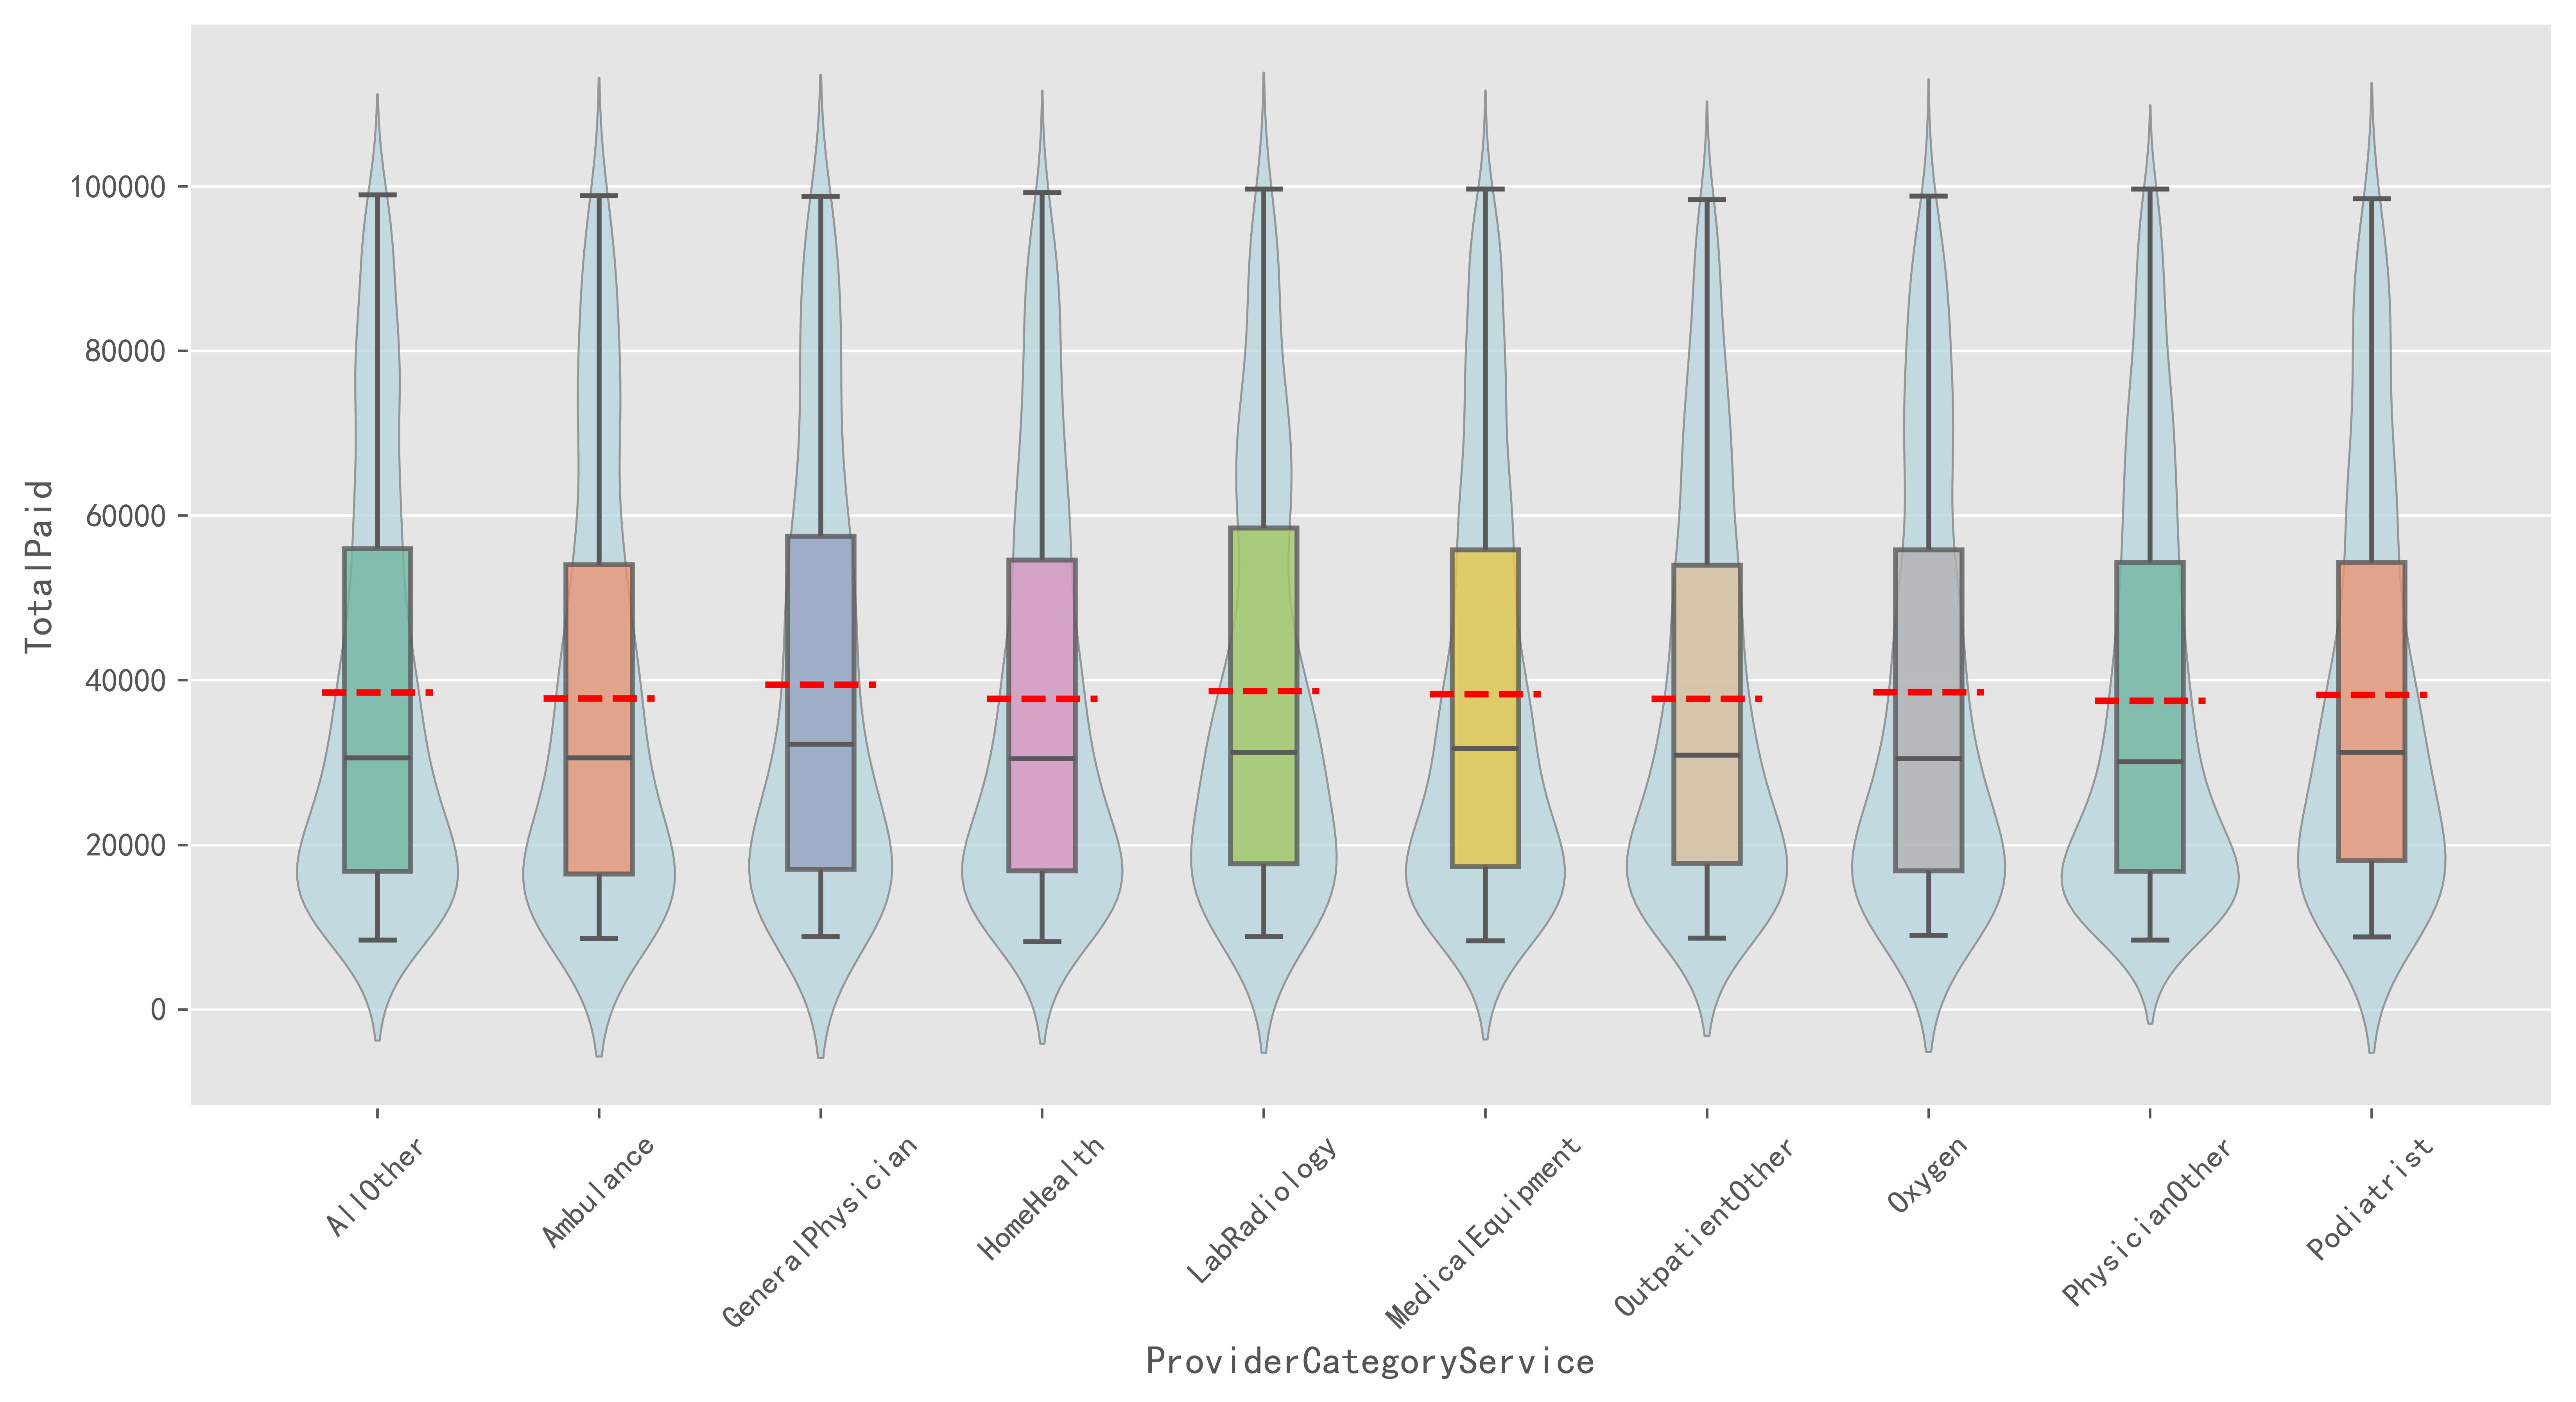 TotalPaid
100000
80000
60000
40000
20000
0
AllOther
Ambulance
GeneralPhysician
HomeHealth
LabRadiology
MedicalEquipment
OutpatientOther
Oxygen
PhysicianOther
Podiatrist
ProviderCategoryService